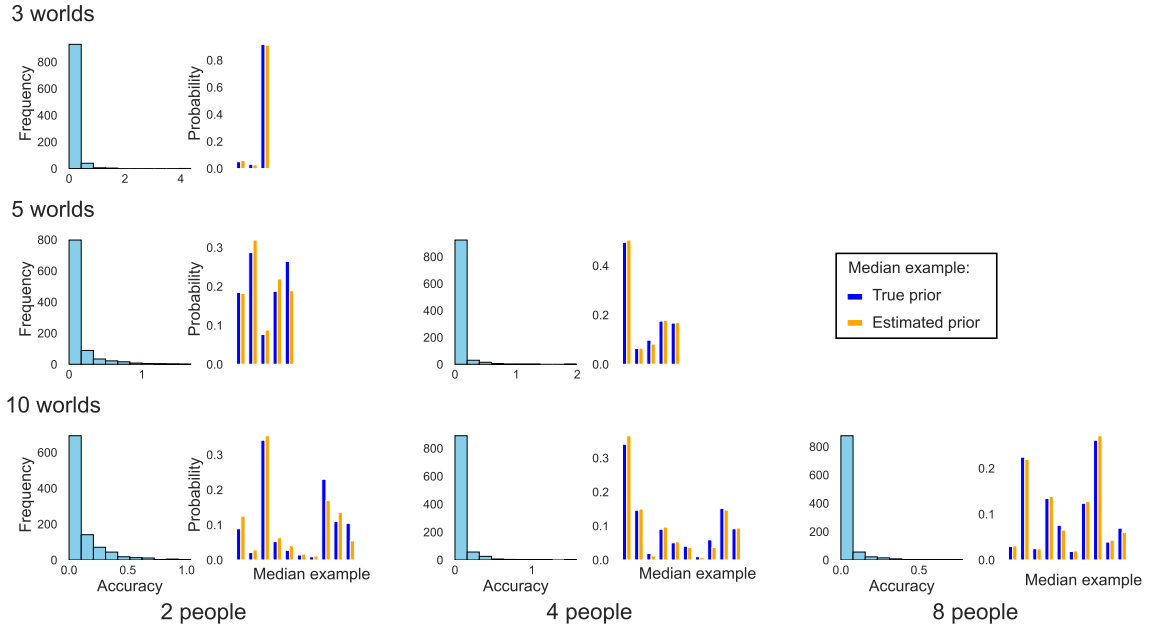 3 worlds
Frequency
800
600
400
200
0
0 2 4
Probability
0.8
0.6
0.4
0.2
0.0
5 worlds
Frequency
800
600
400
200
0
0 1
Probability
0.3
0.2
0.1
0.0
800
600
400
200
0
0 1 2
0.4
0.2
0.0
Median example:
True prior
Estimated prior
10 worlds
Frequency
600
400
200
0
0.0 0.5 1.0
Accuracy
Probability
0.3
0.2
0.1
0.0
Median example
2 people
800
600
400
200
0
0 1
Accuracy
0.3
0.2
0.1
0.0
Median example
4 people
800
600
400
200
0
0.0 0.5
Accuracy
0.2
0.1
0.0
Median example
8 people